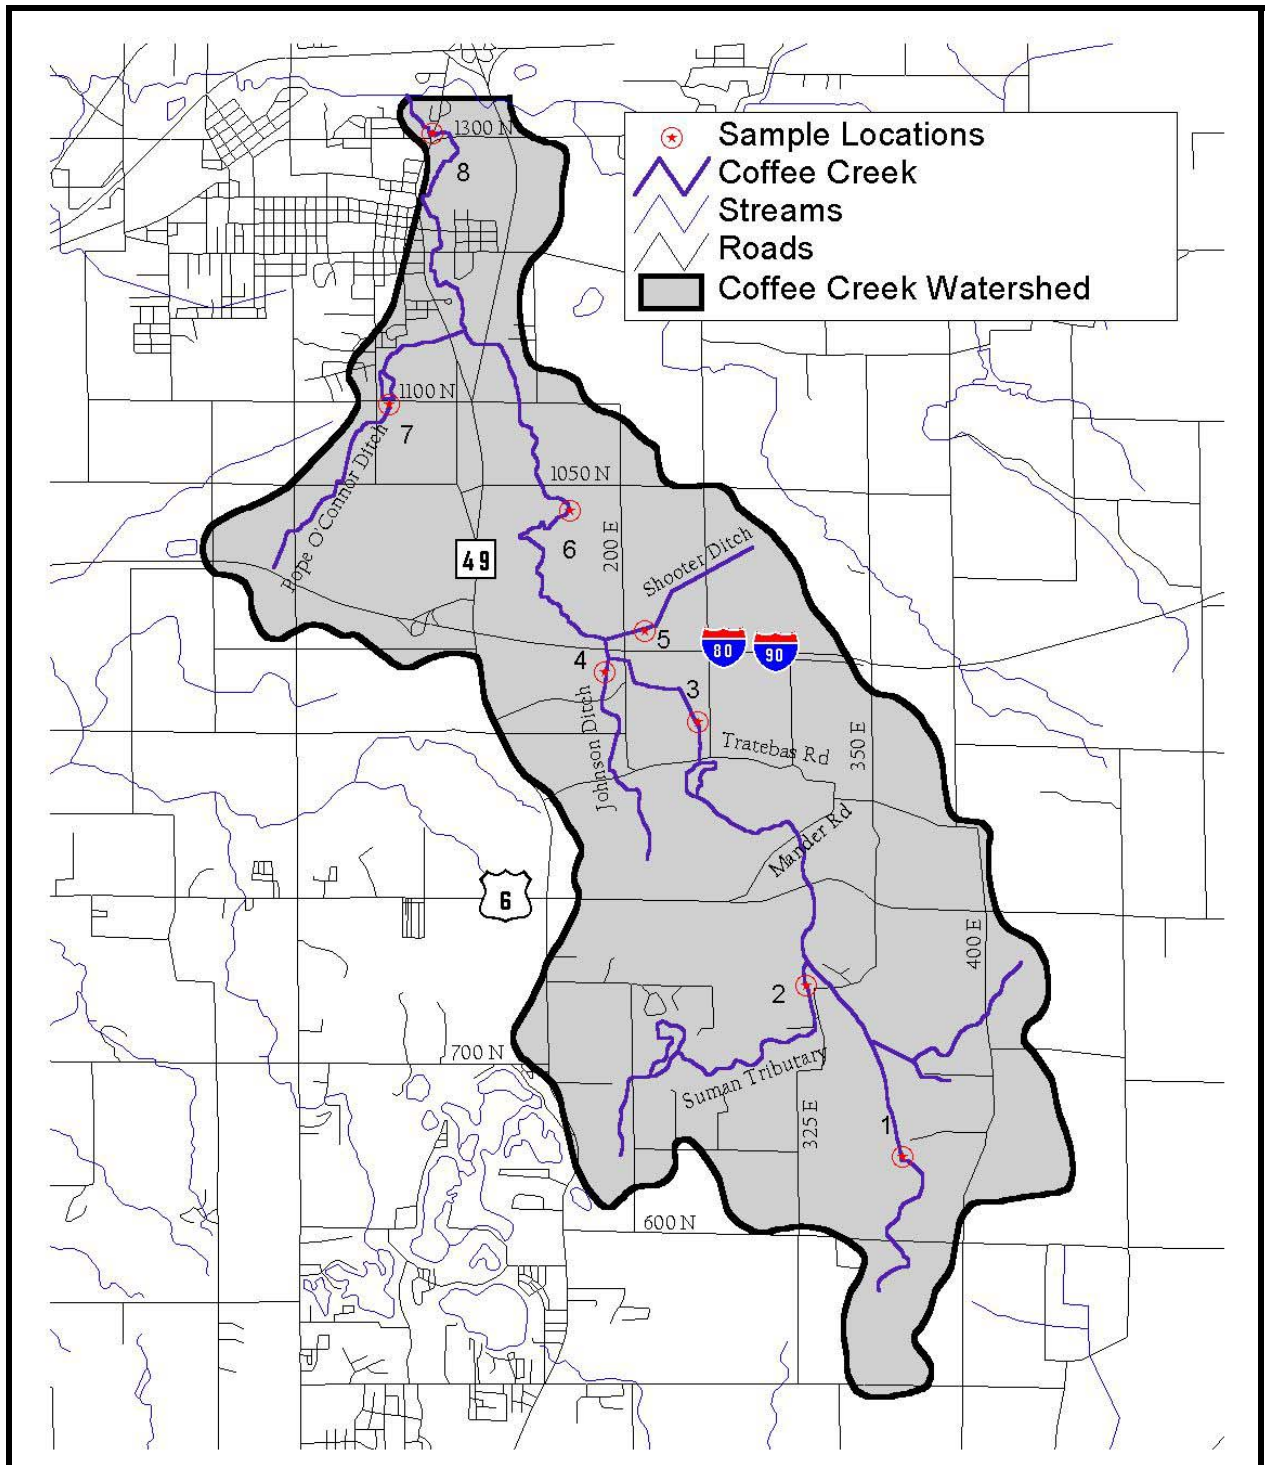 1300 N
8
Sample Locations
Coffee Creek
Streams
Roads
Coffee Creek Watershed
1100 N
7
Pope O'Connor Ditch
1050 N
6
200 E
Shooter Ditch
49
5
80
90
4
3
Johnson Ditch
Tratebas Rd
350 E
Mander Rd
6
400 E
2
700 N
Suman Tributary
325 E
1
600 N